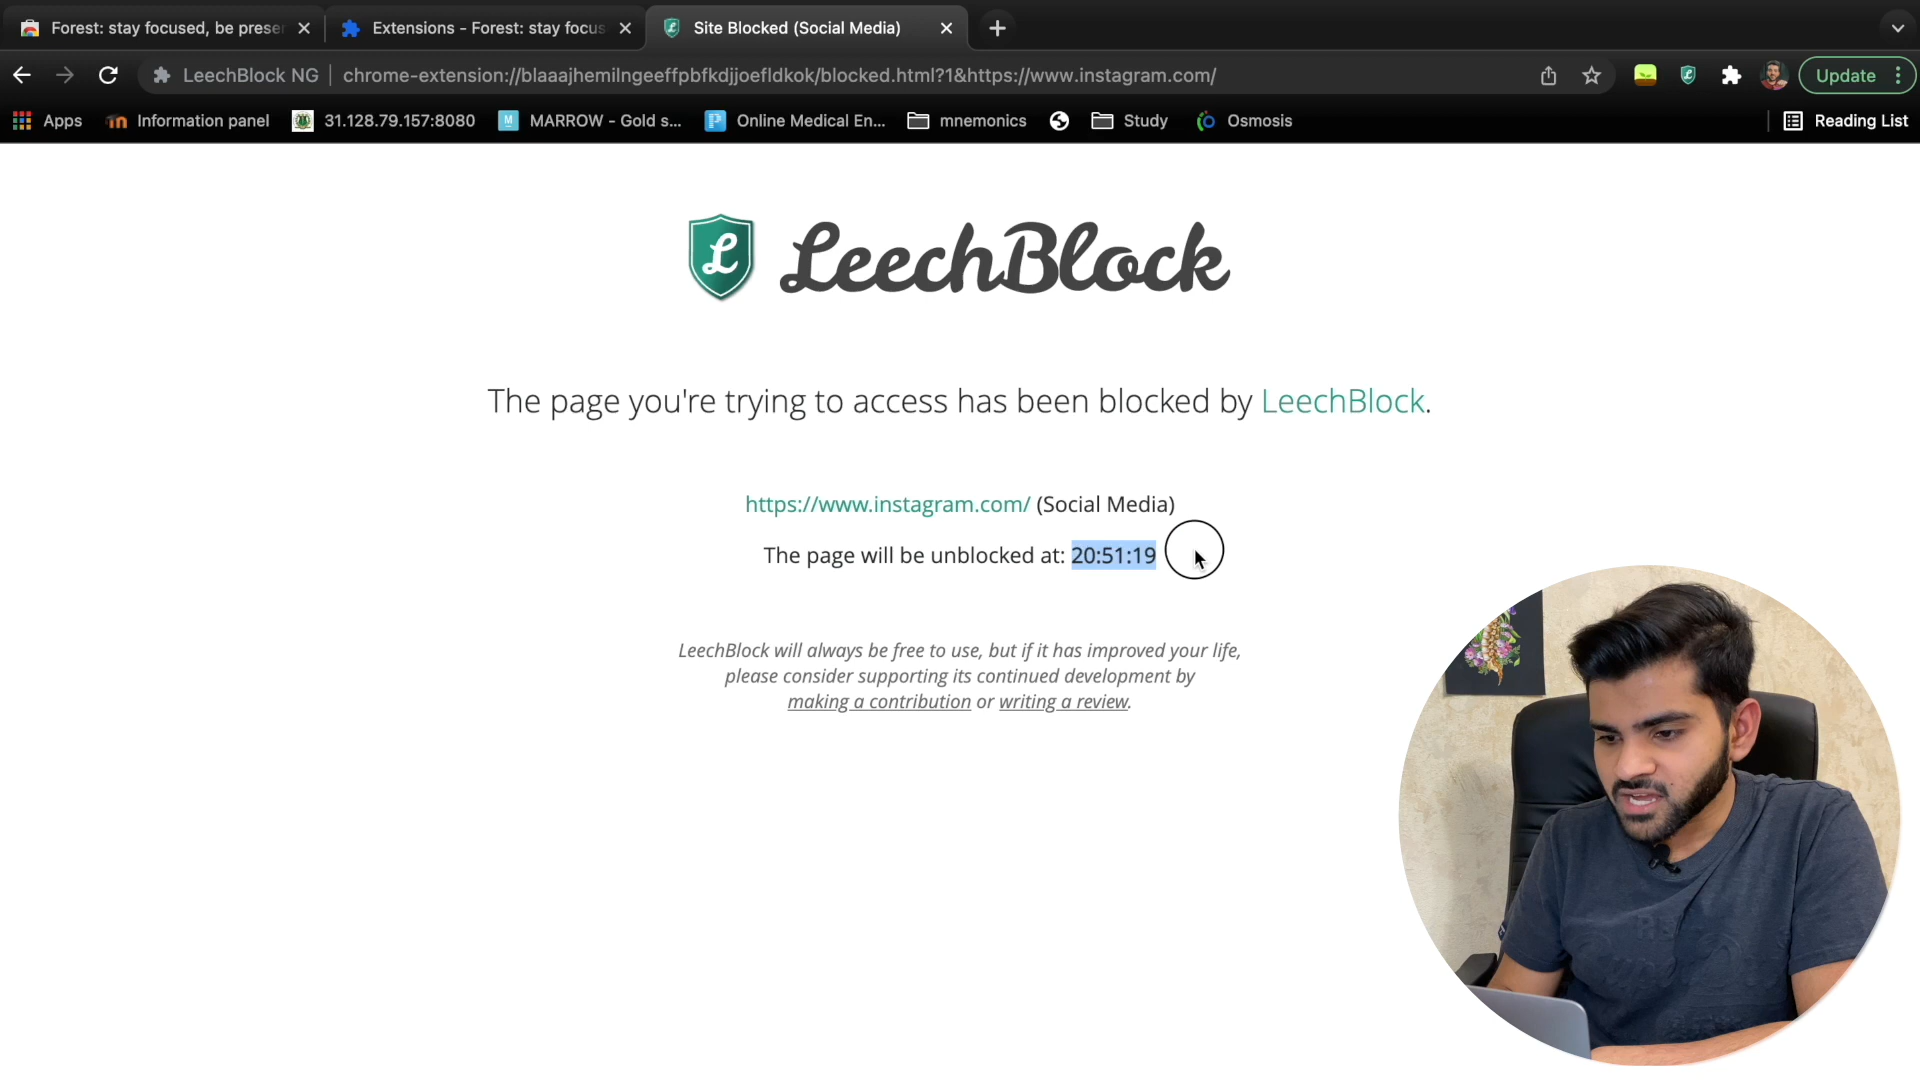 Forest: stay focused, be preser
Extensions - Forest: stay focus
Site Blocked (Social Media)
LeechBlock NG
chrome-extension://blaaajhemilngeeffpbfkdjjoefldkok/blocked.html?1&https://www.instagram.com/
Update
Apps
Information panel
31.128.79.157:8080
MARROW - Gold s...
Online Medical En...
mnemonics
Study
Osmosis
Reading List
L LeechBlock
The page you're trying to access has been blocked by LeechBlock.
https://www.instagram.com/ (Social Media)
The page will be unblocked at: 20:51:19
LeechBlock will always be free to use, but if it has improved your life,
please consider supporting its continued development by
making a contribution or writing a review.